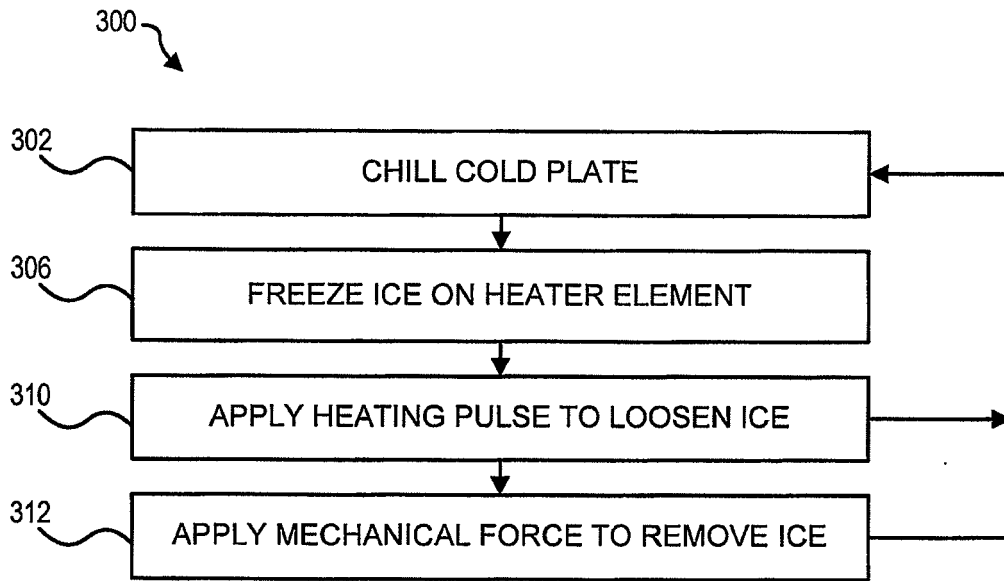 300
302
CHILL COLD PLATE
306
FREEZE ICE ON HEATER ELEMENT
310
APPLY HEATING PULSE TO LOOSEN ICE
312
APPLY MECHANICAL FORCE TO REMOVE ICE